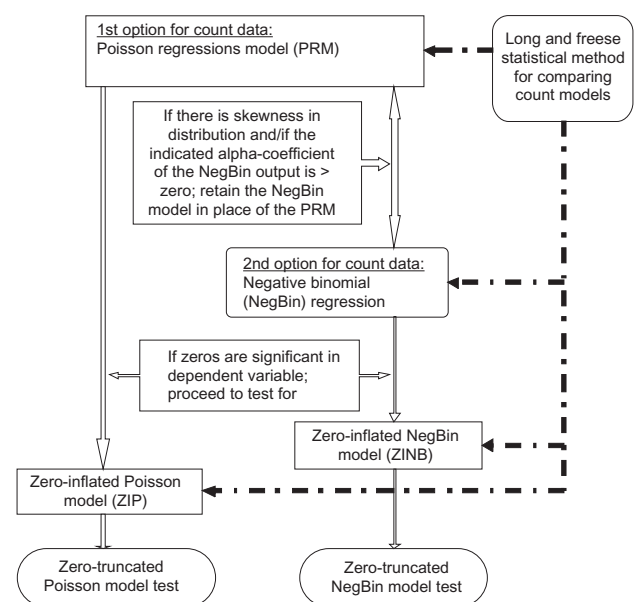 1st option for count data:
Poisson regressions model (PRM)
Long and freese
statistical method
for comparing
count models
If there is skewness in
distribution and/if the
indicated alpha-coefficient
of the NegBin output is >
zero; retain the NegBin
model in place of the PRM
2nd option for count data:
Negative binomial
(NegBin) regression
If zeros are significant in
dependent variable;
proceed to test for
Zero-inflated NegBin
model (ZINB)
Zero-inflated Poisson
model (ZIP)
Zero-truncated
Poisson model test
Zero-truncated
NegBin model test